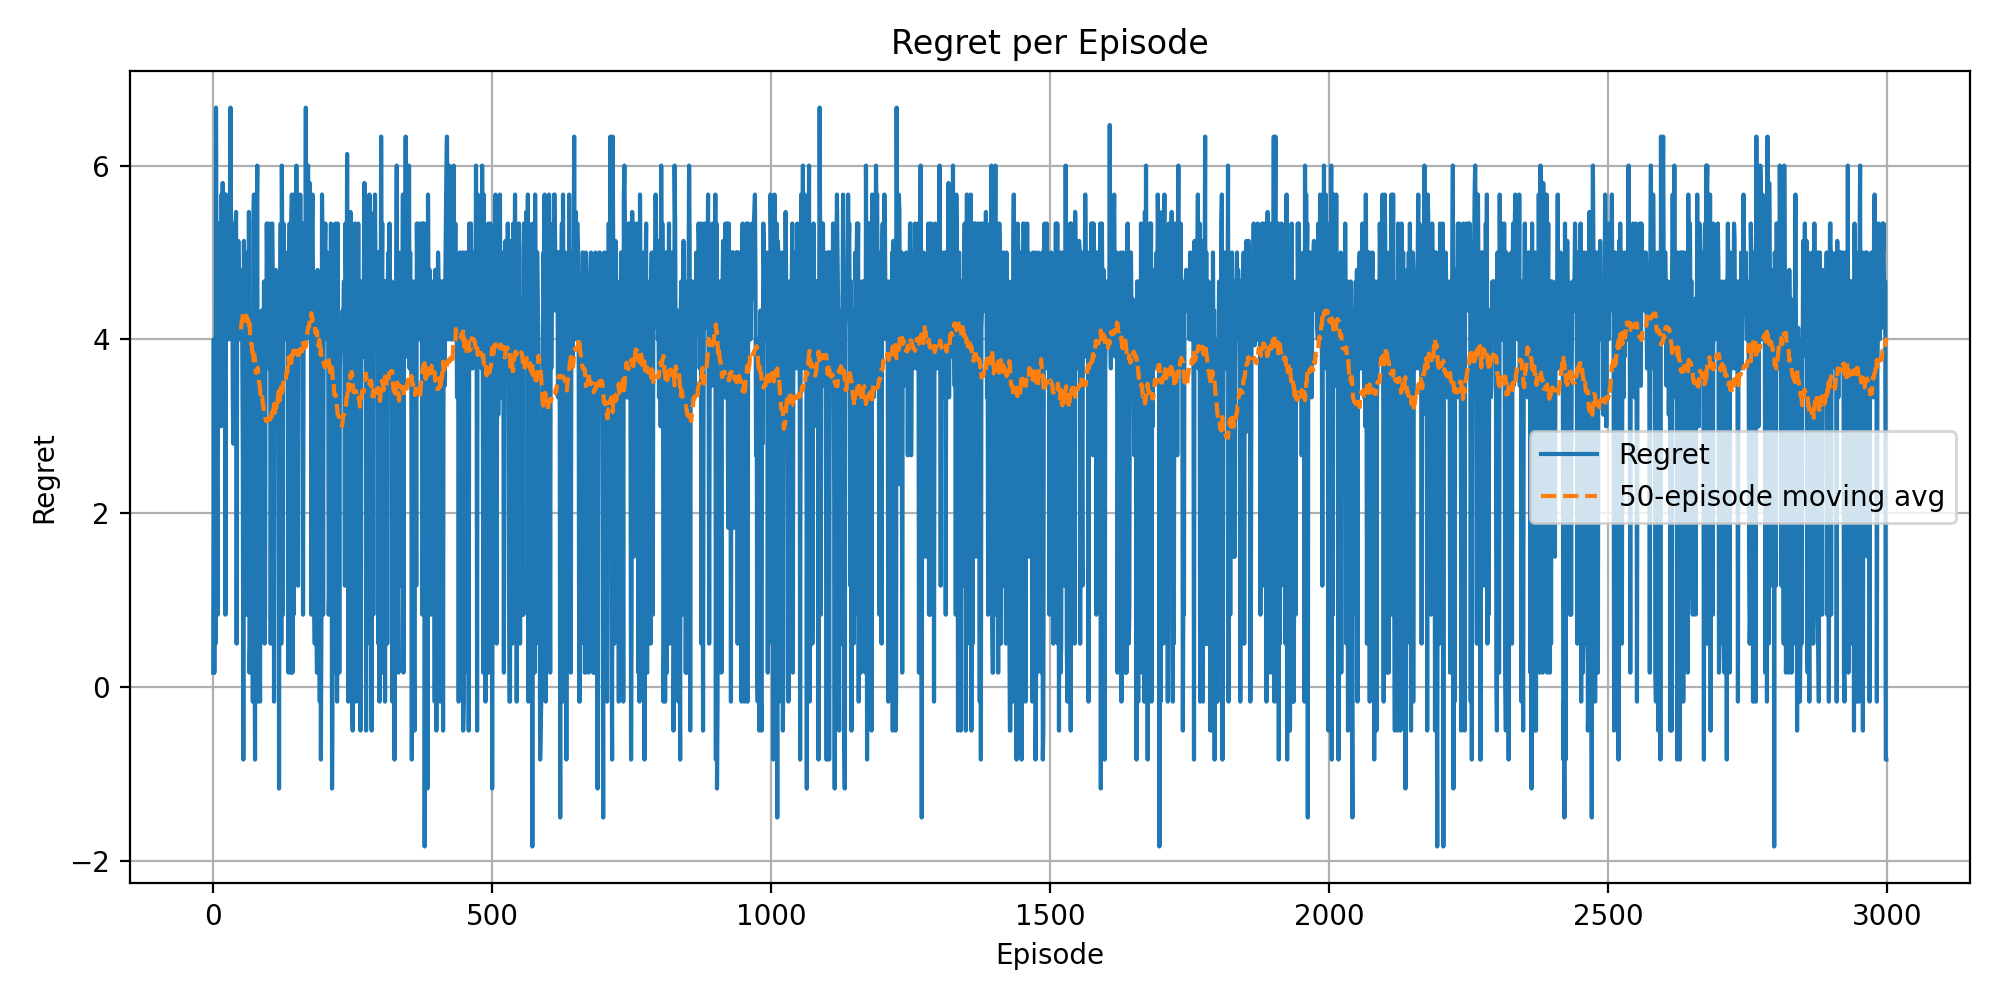 Regret per Episode
Regret
6
4
2
0
−2
Regret
50-episode moving avg
0 500 1000 1500 2000 2500 3000
Episode